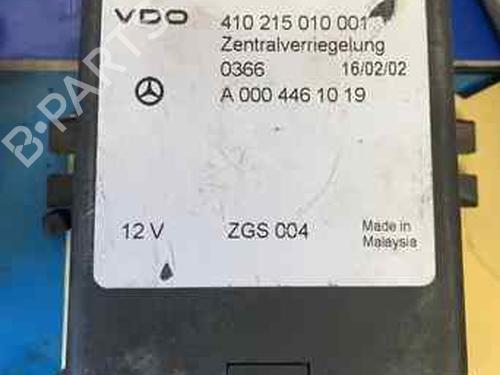 VDO 410 215 010 001
Zentralverriegelung
0366 16/02/02
A 000 446 10 19
12 V ZGS 004 Made in
Malaysia
B-PARTS